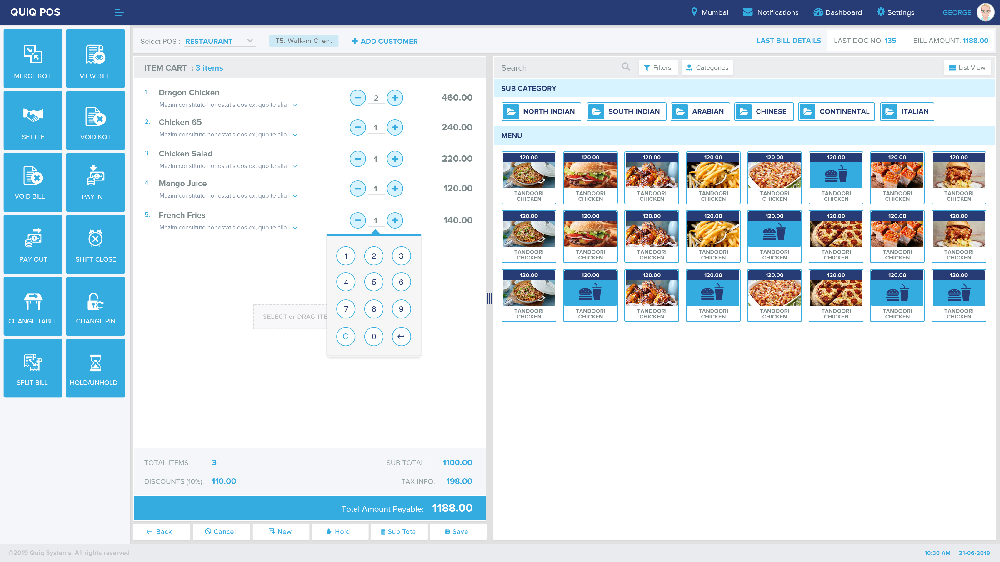 QUIQ POS
Mumbai
Notifications
Dashboard
Settings
GEORGE
MERGE KOT
VIEW BILL
SETTLE
VOID KOT
VOID BILL
PAY IN
PAY OUT
SHIFT CLOSE
CHANGE TABLE
CHANGE PIN
SPLIT BILL
HOLD/UNHOLD
Select POS : RESTAURANT
T5: Walk-in Client
ADD CUSTOMER
LAST BILL DETAILS
LAST DOC NO: 135
BILL AMOUNT: 1188.00
ITEM CART : 3 items
1. Dragon Chicken 2 460.00
Mazim constituto honestatis eos ex, quo te alia
2. Chicken 65 1 240.00
Mazim constituto honestatis eos ex, quo te alia
3. Chicken Salad 1 220.00
Mazim constituto honestatis eos ex, quo te alia
4. Mango Juice 1 120.00
Mazim constituto honestatis eos ex, quo te alia
5. French Fries 1 140.00
Mazim constituto honestatis eos ex, quo te alia
1 2 3
4 5 6
7 8 9
C 0
SELECT or DRAG ITE
TOTAL ITEMS: 3
SUB TOTAL : 1100.00
DISCOUNTS (10%): 110.00
TAX INFO: 198.00
Total Amount Payable: 1188.00
Back
Cancel
New
Hold
Sub Total
Save
Search
Filters
Categories
List View
SUB CATEGORY
NORTH INDIAN
SOUTH INDIAN
ARABIAN
CHINESE
CONTINENTAL
ITALIAN
MENU
120.00 120.00 120.00 120.00 120.00 120.00 120.00 120.00
TANDOORI TANDOORI TANDOORI TANDOORI TANDOORI TANDOORI TANDOORI TANDOORI
CHICKEN CHICKEN CHICKEN CHICKEN CHICKEN CHICKEN CHICKEN CHICKEN
120.00 120.00 120.00 120.00 120.00 120.00 120.00 120.00
TANDOORI TANDOORI TANDOORI TANDOORI TANDOORI TANDOORI TANDOORI TANDOORI
CHICKEN CHICKEN CHICKEN CHICKEN CHICKEN CHICKEN CHICKEN CHICKEN
120.00 120.00 120.00 120.00 120.00 120.00 120.00 120.00
TANDOORI TANDOORI TANDOORI TANDOORI TANDOORI TANDOORI TANDOORI TANDOORI
CHICKEN CHICKEN CHICKEN CHICKEN CHICKEN CHICKEN CHICKEN CHICKEN
©2019 Quiq Systems. All rights reserved
10:30 AM 21-06-2019